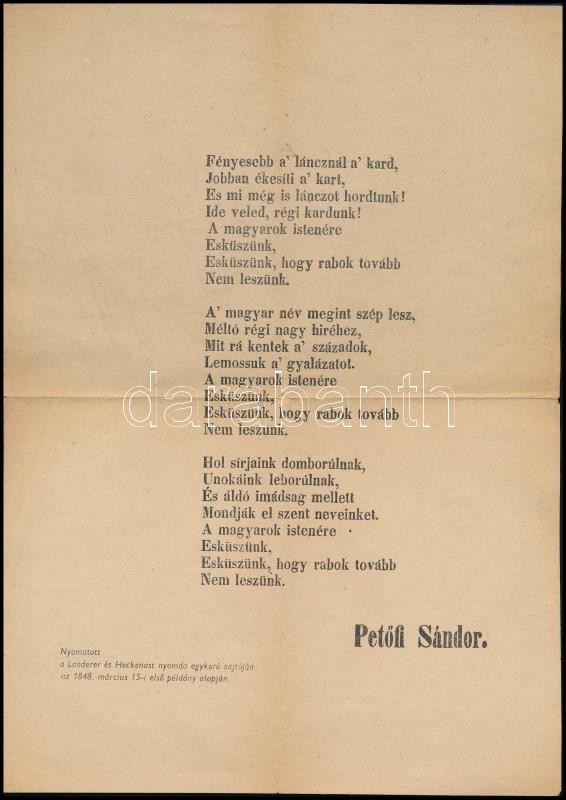 Fényesebb a' láncznál a' kard,
Jobban ékesíti a' kart,
Es mi még is lánczot hordtunk!
Ide veled, régi kardunk!
A magyarok istenére
Esküszünk,
Esküszünk, hogy rabok tovább
Nem leszünk.
A' magyar név megint szép lesz,
Méltó régi nagy hiréhez,
Mit rá kentek a' századok,
Lemossuk a' gyalázatot.
A magyarok istenére
Esküszünk,
Esküszünk, hogy rabok tovább
Nem leszünk.
darabanth
Hol sírjaink domborúlnak,
Unokáink leborúlnak,
És áldó imádság mellett
Mondják el szent neveinket.
A magyarok istenére
Esküszünk,
Esküszünk, hogy rabok tovább
Nem leszünk.
Petőfi Sándor.
Nyomatott
a Landerer és Heckenast nyomda egykorú sajtóján
az 1848. március 15-i első példány alapján.